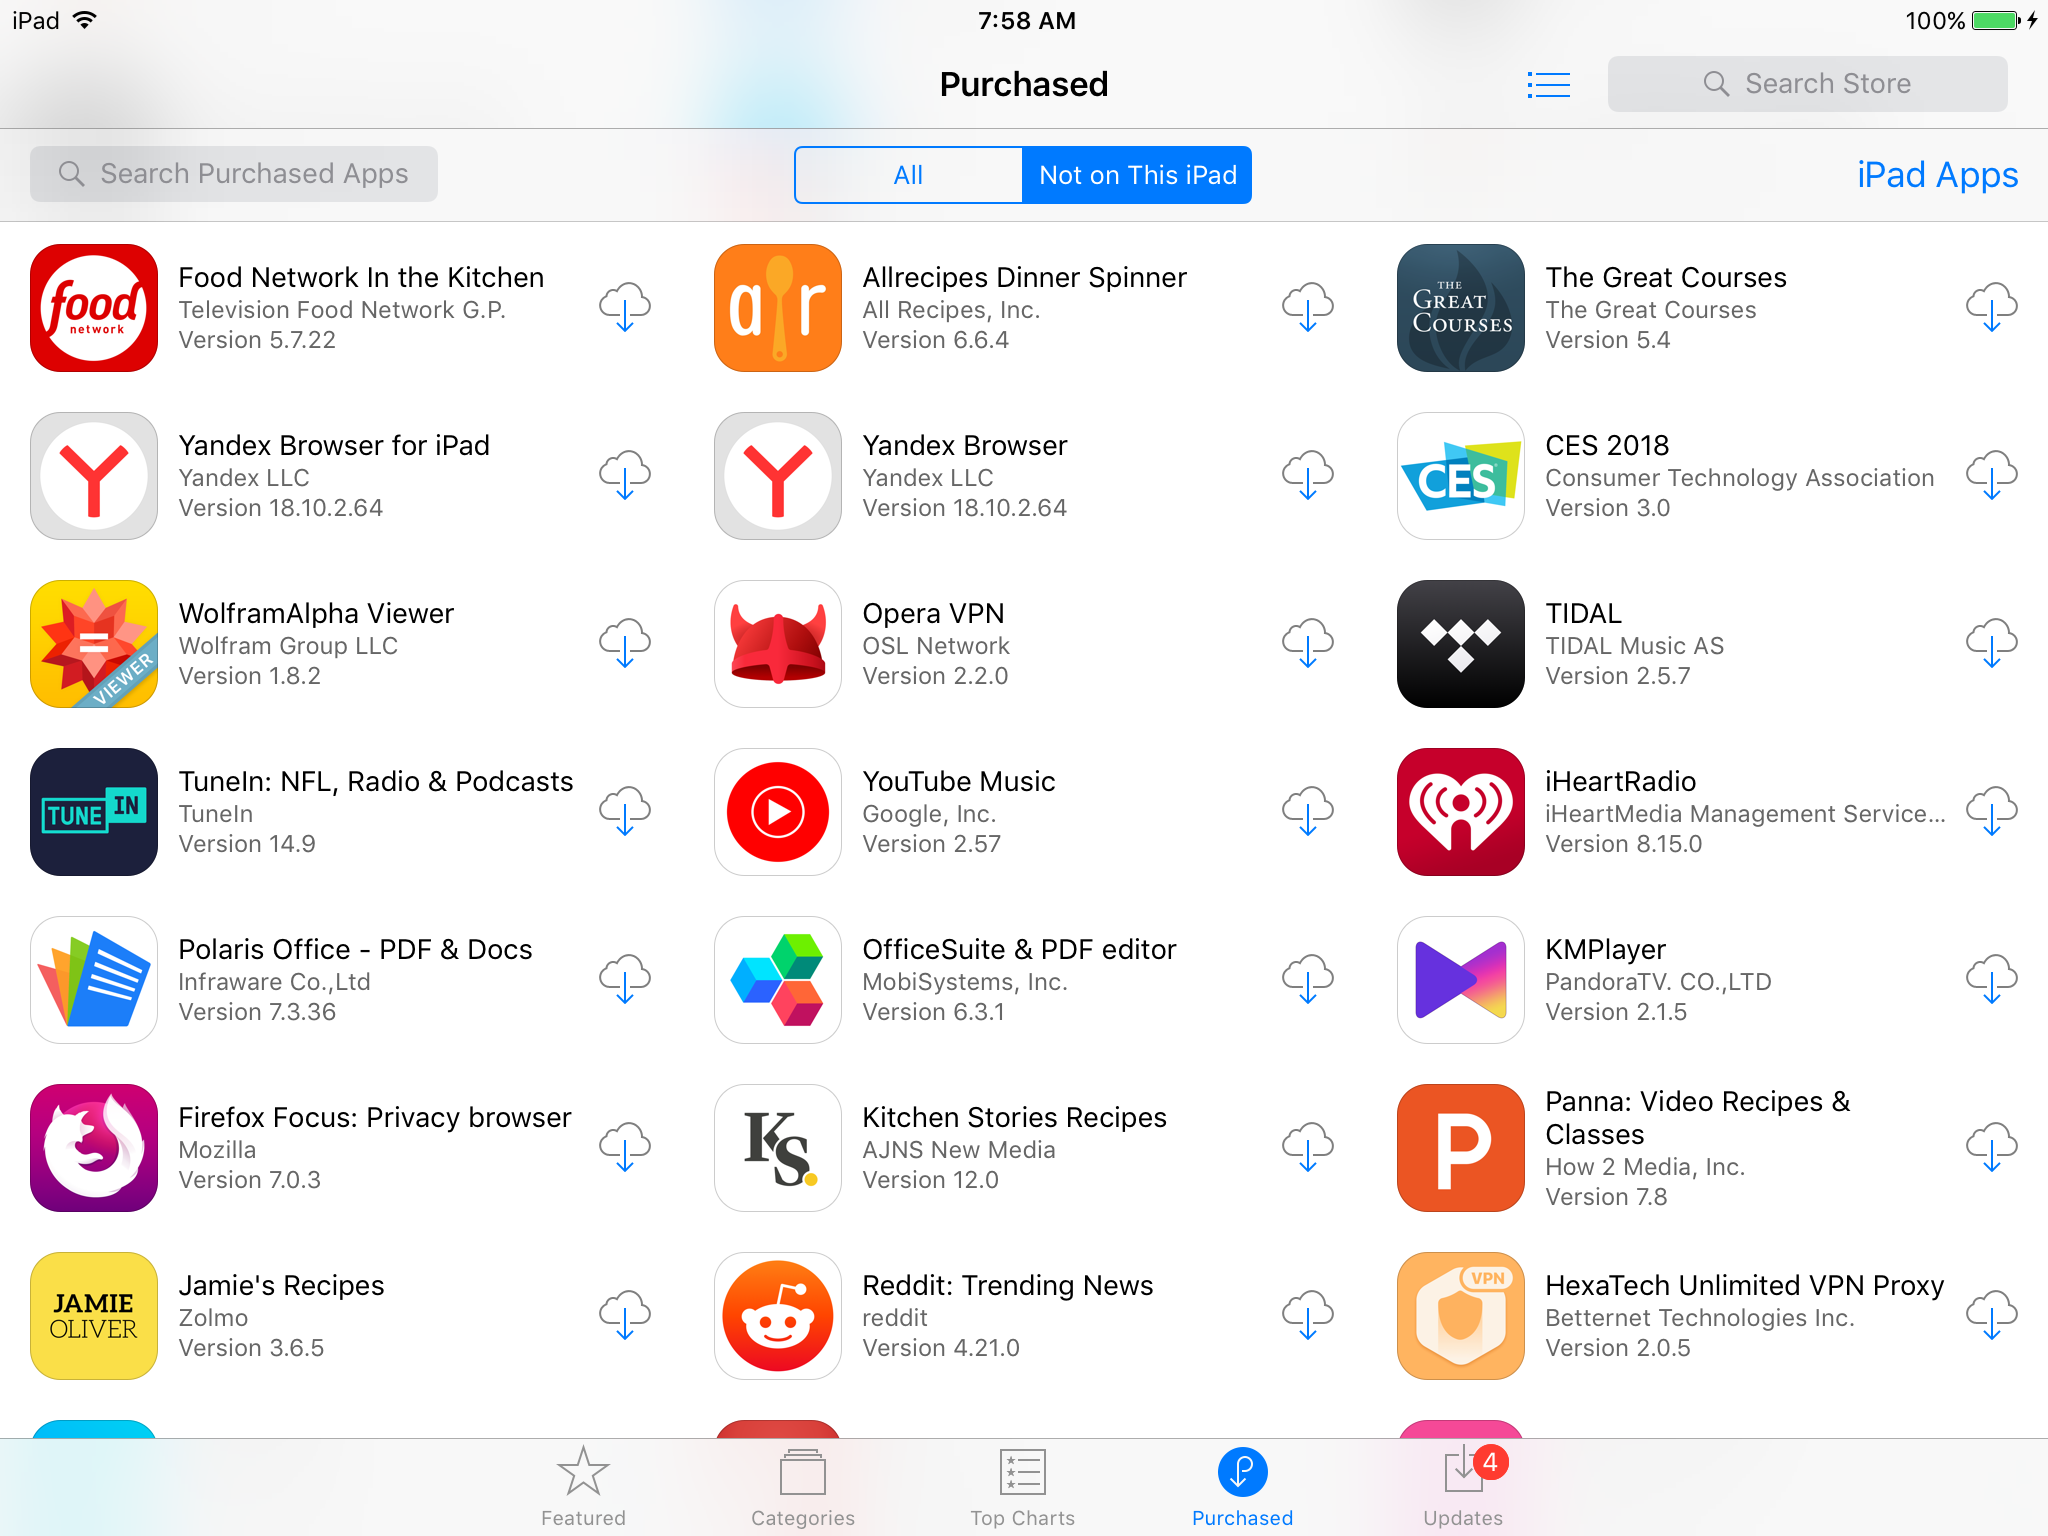 iPad
7:58 AM
100%
Purchased
Search Store
Search Purchased Apps
All
Not on This iPad
iPad Apps
food
network
Food Network In the Kitchen
Television Food Network G.P.
Version 5.7.22
a r
Allrecipes Dinner Spinner
All Recipes, Inc.
Version 6.6.4
THE
GREAT
COURSES
The Great Courses
The Great Courses
Version 5.4
Yandex Browser for iPad
Yandex LLC
Version 18.10.2.64
Yandex Browser
Yandex LLC
Version 18.10.2.64
CES
CES 2018
Consumer Technology Association
Version 3.0
VIEWER
WolframAlpha Viewer
Wolfram Group LLC
Version 1.8.2
Opera VPN
OSL Network
Version 2.2.0
TIDAL
TIDAL Music AS
Version 2.5.7
TUNE IN
TuneIn: NFL, Radio & Podcasts
TuneIn
Version 14.9
YouTube Music
Google, Inc.
Version 2.57
iHeartRadio
iHeartMedia Management Service...
Version 8.15.0
Polaris Office - PDF & Docs
Infraware Co.,Ltd
Version 7.3.36
OfficeSuite & PDF editor
MobiSystems, Inc.
Version 6.3.1
KMPlayer
PandoraTV. CO.,LTD
Version 2.1.5
Firefox Focus: Privacy browser
Mozilla
Version 7.0.3
KS.
Kitchen Stories Recipes
AJNS New Media
Version 12.0
P
Panna: Video Recipes &
Classes
How 2 Media, Inc.
Version 7.8
JAMIE
OLIVER
Jamie's Recipes
Zolmo
Version 3.6.5
Reddit: Trending News
reddit
Version 4.21.0
VPN
HexaTech Unlimited VPN Proxy
Betternet Technologies Inc.
Version 2.0.5
Featured
Categories
Top Charts
Purchased
4
Updates